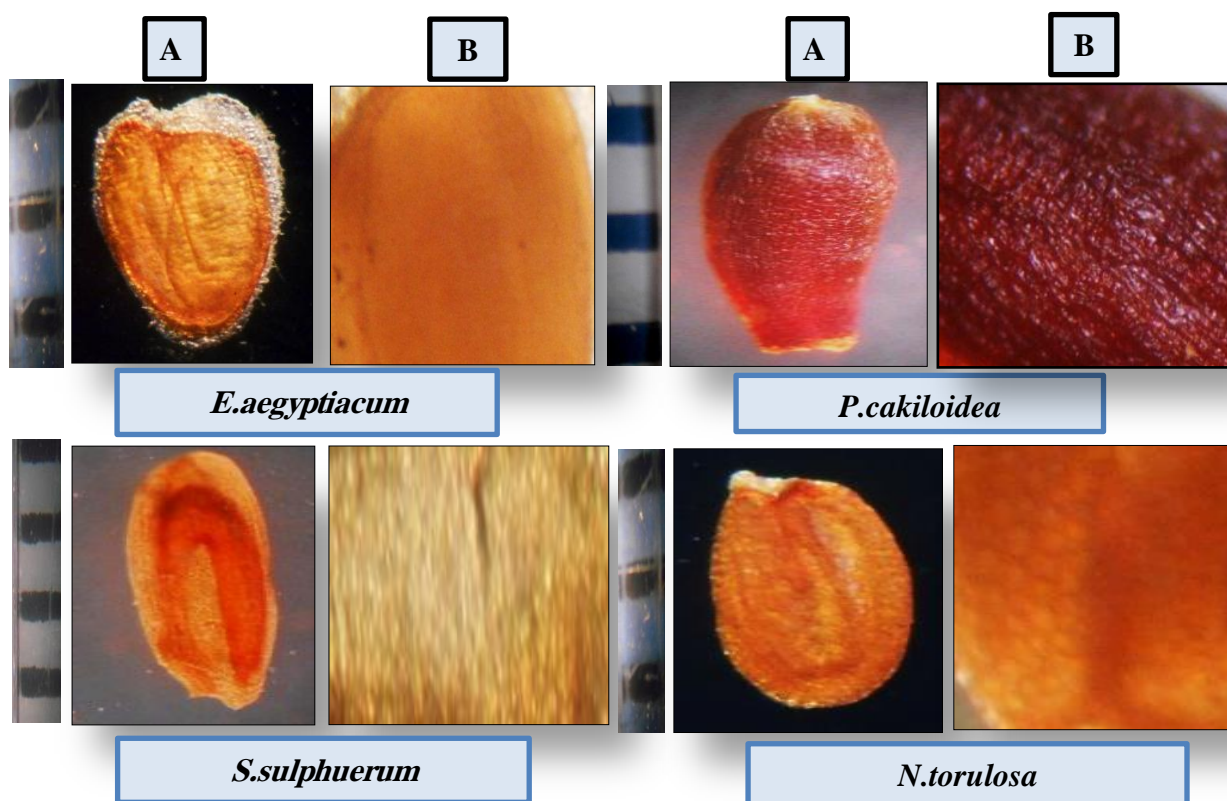 A
B
A
B
E.aegyptiacum
P.cakiloidea
S.sulphuerum
N.torulosa